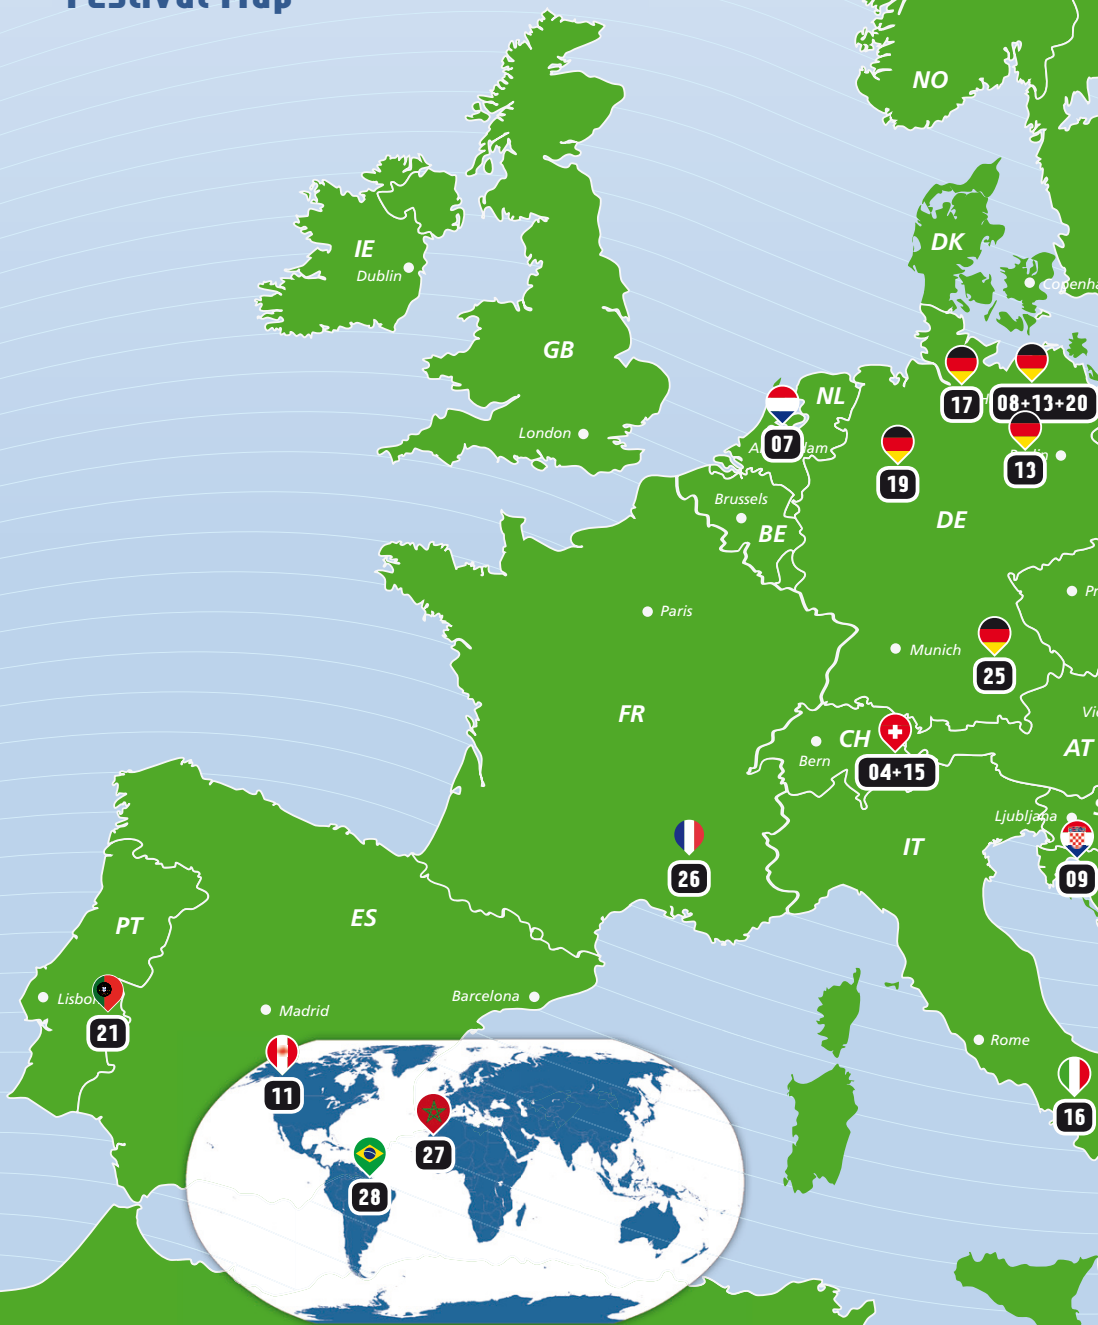 Festival Map
NO
DK
IE
Dublin
GB
London
NL
07
17
08+13+20
13
19
DE
Brussels
BE
Paris
Munich
25
FR
CH
Bern
04+15
AT
Ljubljana
09
IT
26
PT
ES
21
Madrid
Barcelona
Rome
16
11
27
28